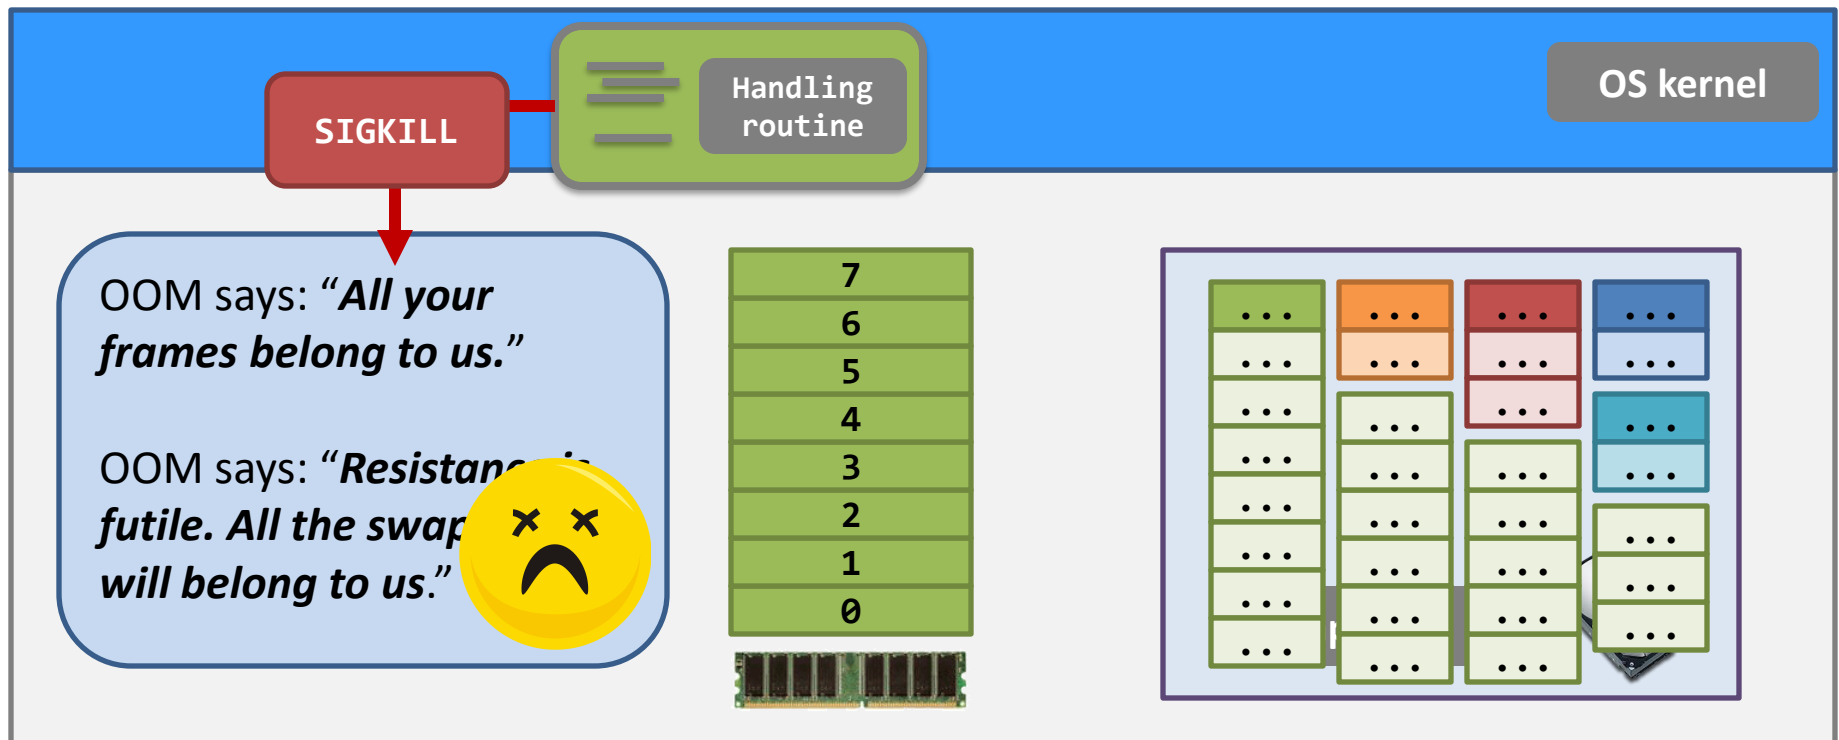 SIGKILL
Handling
routine
OS kernel
OOM says: “All your
frames belong to us.”
OOM says: “Resistance is
futile. All the swap
will belong to us.”
7
6
5
4
3
2
1
0
... ... ... ...
... ... ... ...
... ...
... ...
... ...
... ...
... ... ...
... ... ...
... ... ...
... ... ...
... ... ...